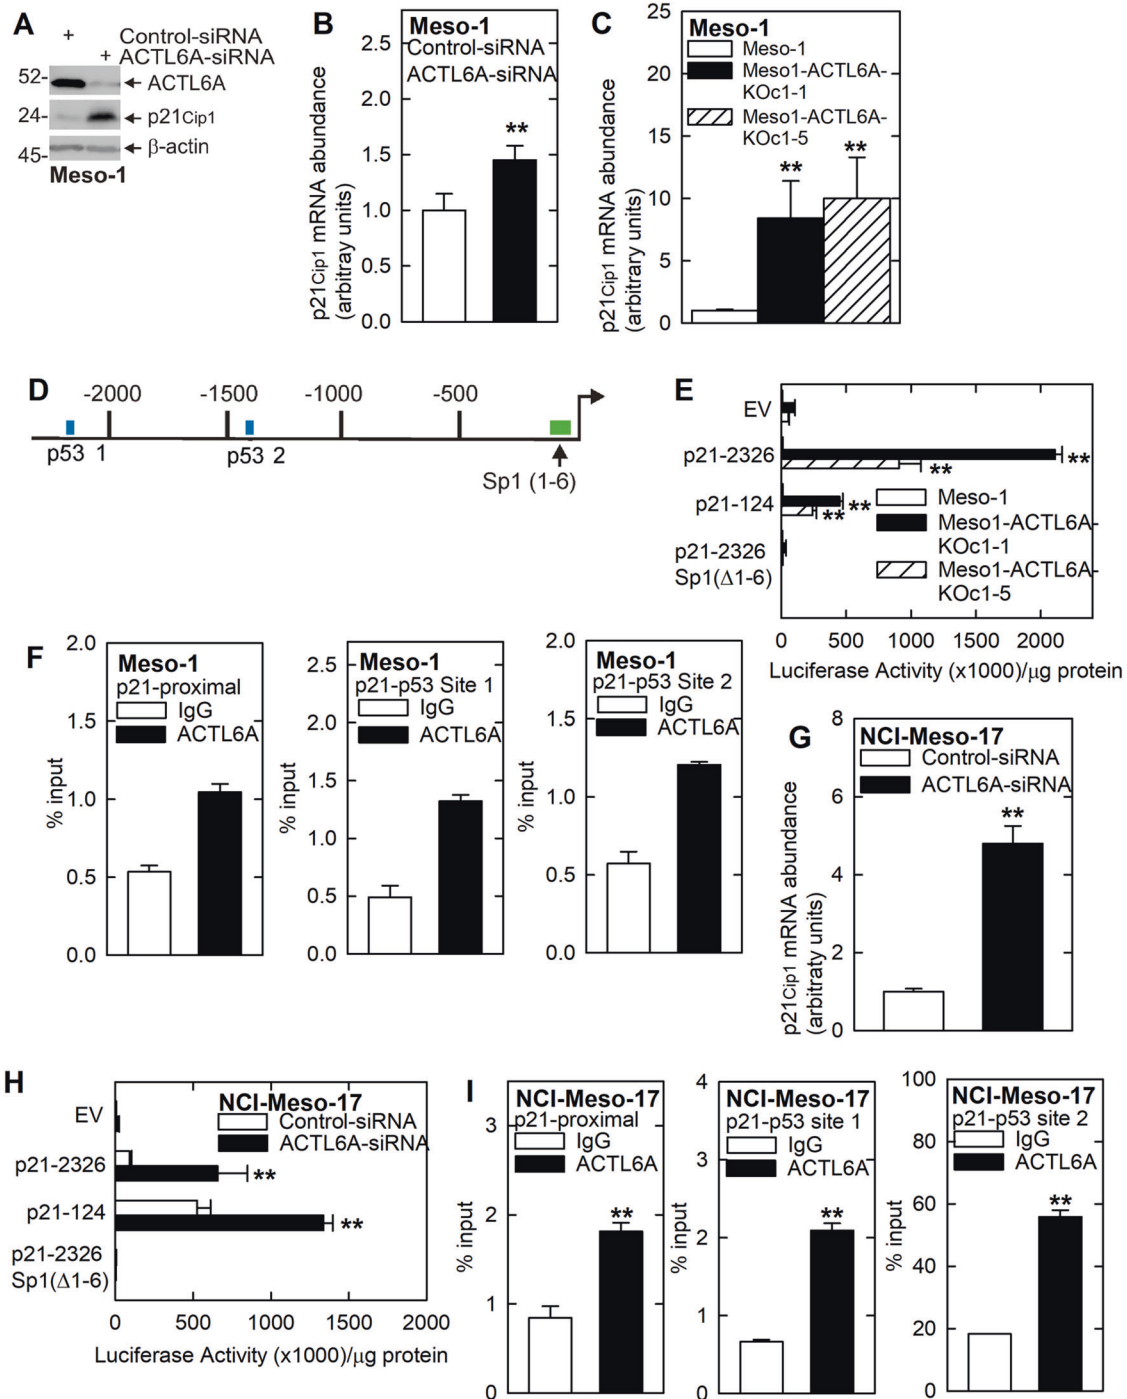 A
+ Control-siRNA
+ ACTL6A-siRNA
52- ACTL6A
24- p21Cip1
45- β-actin
Meso-1
B
p21Cip1 mRNA abundance
(arbitray units)
2.5
2.0
1.5
1.0
0.5
0.0
Meso-1
Control-siRNA
ACTL6A-siRNA
**
C
p21Cip1 mRNA abundance
(arbitrary units)
25
20
15
10
5
0
Meso-1
Meso-1
Meso1-ACTL6A-
KOc1-1
Meso1-ACTL6A-
KOc1-5
**
**
D
-2000 -1500 -1000 -500
p53 1 p53 2
Sp1 (1-6)
E
EV
p21-2326
p21-124
p21-2326
Sp1(Δ1-6)
**
**
**
**
Meso-1
Meso1-ACTL6A-
KOc1-1
Meso1-ACTL6A-
KOc1-5
0 500 1000 1500 2000
Luciferase Activity (x1000)/μg protein
F
% input
2.0
1.5
1.0
0.5
0.0
Meso-1
p21-proximal
IgG
ACTL6A
% input
2.5
2.0
1.5
1.0
0.5
0.0
Meso-1
p21-p53 Site 1
IgG
ACTL6A
% input
2.0
1.5
1.0
0.5
0.0
Meso-1
p21-p53 Site 2
IgG
ACTL6A
G
p21Cip1 mRNA abundance
(arbitraty units)
8
6
4
2
0
NCI-Meso-17
Control-siRNA
ACTL6A-siRNA
**
H
EV
p21-2326
p21-124
p21-2326
Sp1(Δ1-6)
NCI-Meso-17
Control-siRNA
ACTL6A-siRNA
**
**
0 500 1000 1500 2000
Luciferase Activity (x1000)/μg protein
I
% input
3
2
1
0
NCI-Meso-17
p21-proximal
IgG
ACTL6A
**
% input
4
3
2
1
0
NCI-Meso-17
p21-p53 site 1
IgG
ACTL6A
**
% input
100
80
60
40
20
0
NCI-Meso-17
p21-p53 site 2
IgG
ACTL6A
**